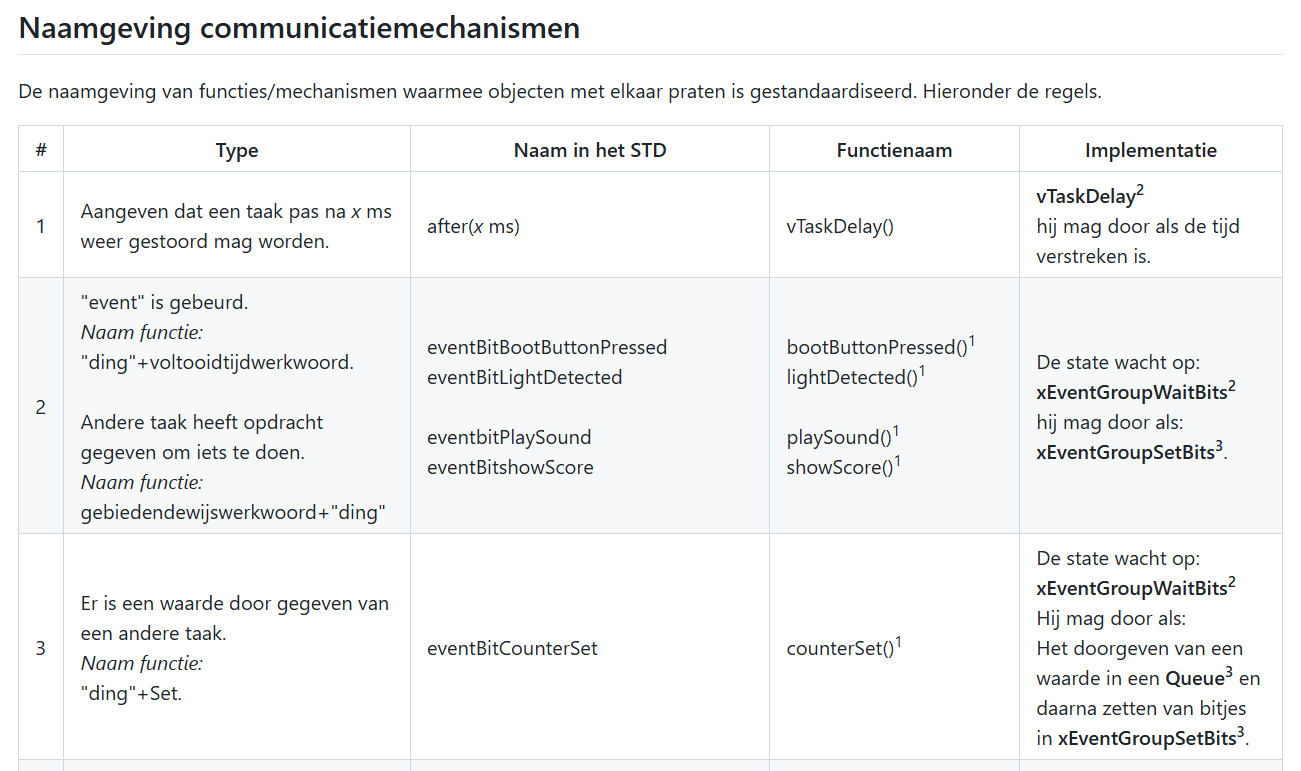 Naamgeving communicatiemechanismen
De naamgeving van functies/mechanismen waarmee objecten met elkaar praten is gestandaardiseerd. Hieronder de regels.
# Type Naam in het STD Functienaam Implementatie
1
Aangeven dat een taak pas na x ms
weer gestoord mag worden.
after(x ms)
vTaskDelay()
vTaskDelay²
hij mag door als de tijd
verstreken is.
2
"event" is gebeurd.
Naam functie:
"ding"+voltooidtijdwerkwoord.
Andere taak heeft opdracht
gegeven om iets te doen.
Naam functie:
gebiedendewijswerkwoord+"ding"
eventBitBootButtonPressed
eventBitLightDetected
eventbitPlaySound
eventBitshowScore
bootButtonPressed()¹
lightDetected()¹
playSound()¹
showScore()¹
De state wacht op:
xEventGroupWaitBits²
hij mag door als:
xEventGroupSetBits³.
3
Er is een waarde door gegeven van
een andere taak.
Naam functie:
"ding"+Set.
eventBitCounterSet
counterSet()¹
De state wacht op:
xEventGroupWaitBits²
Hij mag door als:
Het doorgeven van een
waarde in een Queue³ en
daarna zetten van bitjes
in xEventGroupSetBits³.